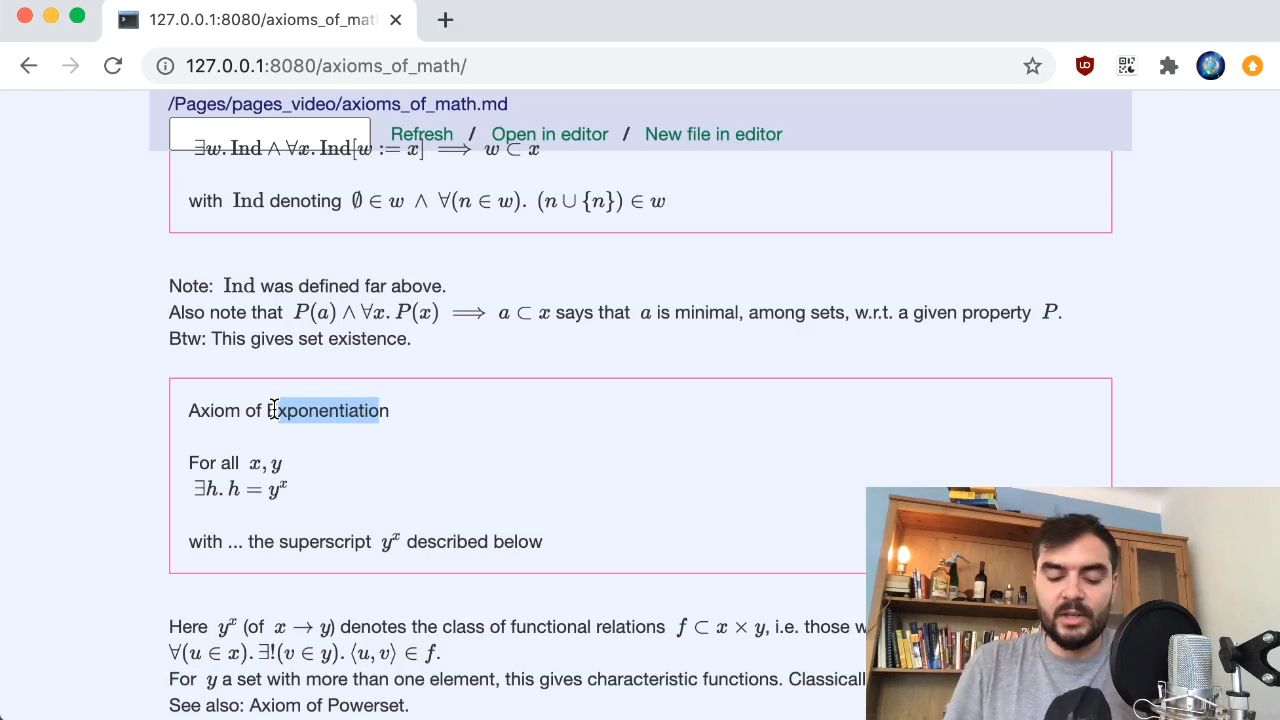 127.0.0.1:8080/axioms_of_mat
127.0.0.1:8080/axioms_of_math/
/Pages/pages_video/axioms_of_math.md
Refresh / Open in editor / New file in editor
∃w. Ind ∧ ∀x. Ind[w := x] ⟹ w ⊂ x
with Ind denoting ∅ ∈ w ∧ ∀(n ∈ w). (n ∪ {n}) ∈ w
Note: Ind was defined far above.
Also note that P(a) ∧ ∀x. P(x) ⟹ a ⊂ x says that a is minimal, among sets, w.r.t. a given property P.
Btw: This gives set existence.
Axiom of Exponentiation
For all x, y
∃h. h = yˣ
with ... the superscript yˣ described below
Here yˣ (of x → y) denotes the class of functional relations f ⊂ x × y, i.e. those w
∀(u ∈ x). ∃!(v ∈ y). ⟨u, v⟩ ∈ f.
For y a set with more than one element, this gives characteristic functions. Classicall
See also: Axiom of Powerset.